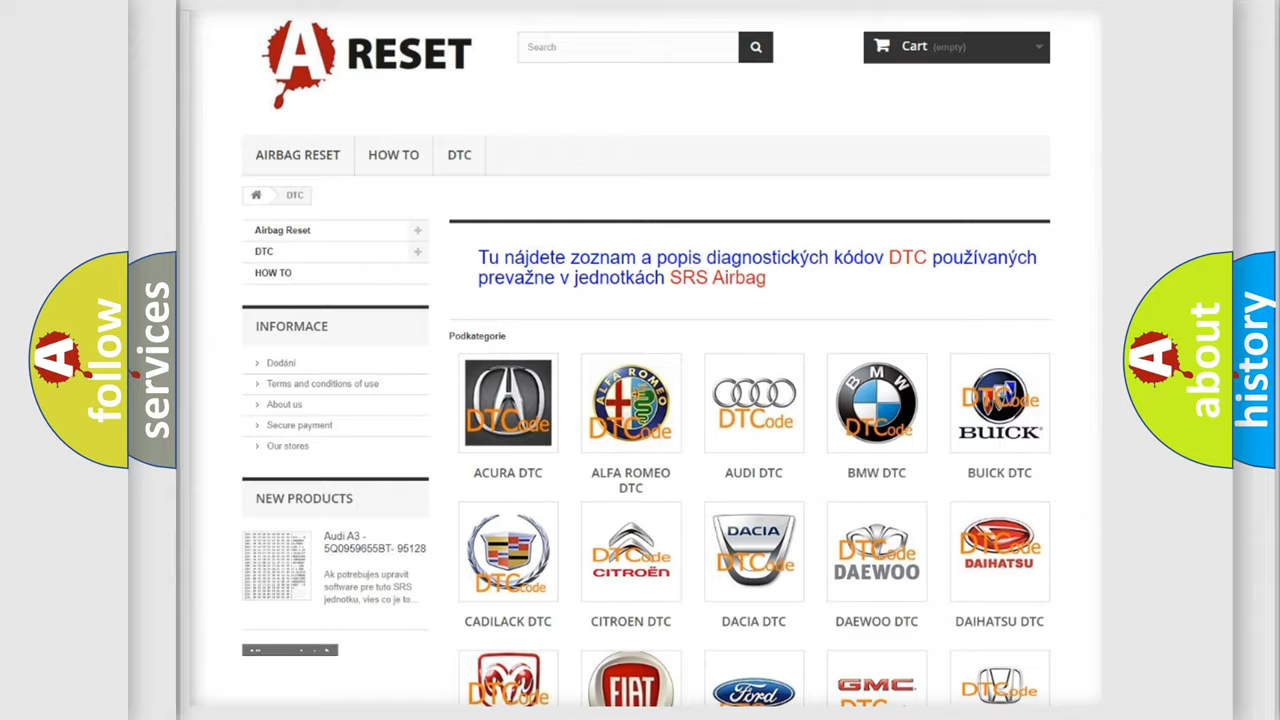 A RESET
Search
Cart (empty)
AIRBAG RESET
HOW TO
DTC
DTC
Airbag Reset
DTC
HOW TO
Tu nájdete zoznam a popis diagnostických kódov DTC používaných
prevažne v jednotkách SRS Airbag
INFORMACE
Dodání
Terms and conditions of use
About us
Secure payment
Our stores
NEW PRODUCTS
Audi A3 -
5Q0959655BT- 95128
Ak potrebujes upravit
software pre tuto SRS
jednotku, vies co je to...
Podkategorie
DTCode
ALFA ROMEO
DTCode
DTCode
BMW
DTCode
DTCode
BUICK
ACURA DTC
ALFA ROMEO
DTC
AUDI DTC
BMW DTC
BUICK DTC
DTCode
DTCode
CITROËN
DACIA
DTCode
DTCode
DAEWOO
DTCode
DAIHATSU
CADILACK DTC
CITROEN DTC
DACIA DTC
DAEWOO DTC
DAIHATSU DTC
DTCode
FIAT
Ford
GMC
DTCode
A follow
services
A about
history